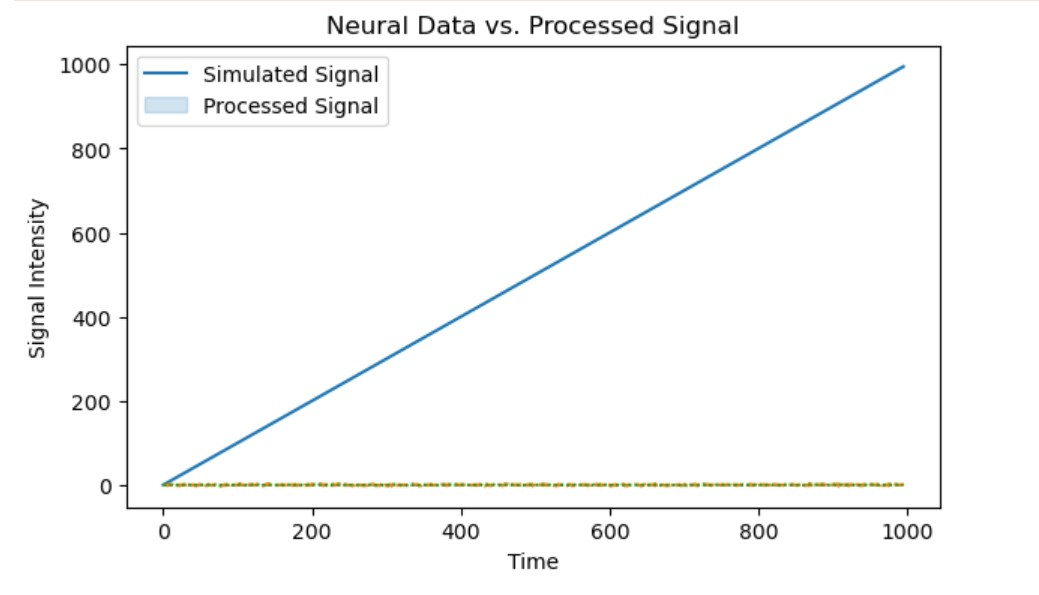 Neural Data vs. Processed Signal
Simulated Signal
Processed Signal
Signal Intensity
1000
800
600
400
200
0
0 200 400 600 800 1000
Time